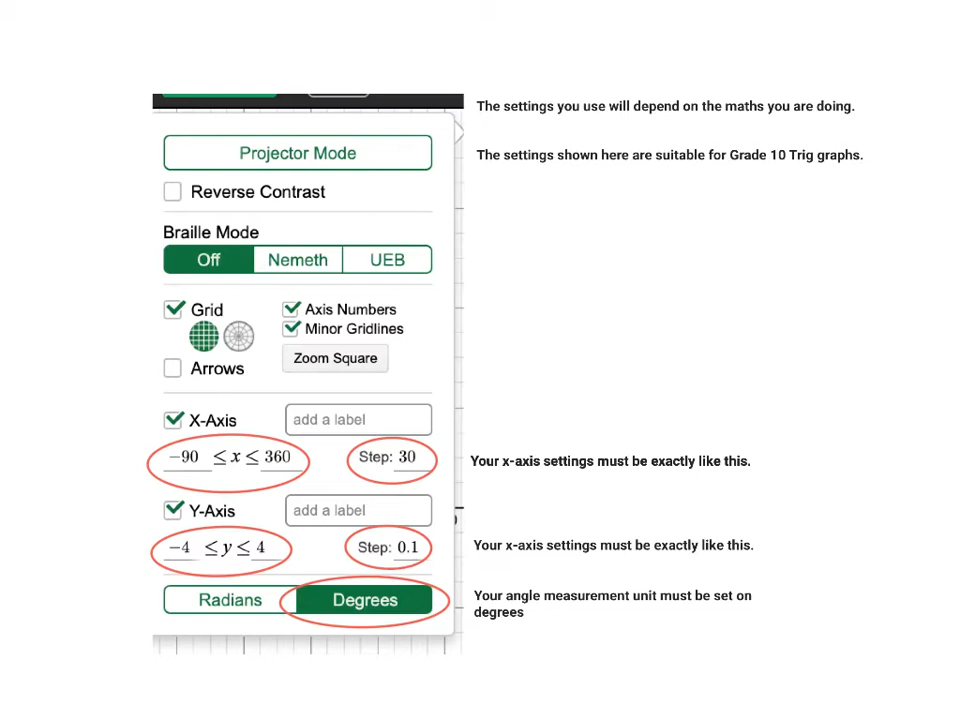 The settings you use will depend on the maths you are doing.
Projector Mode
The settings shown here are suitable for Grade 10 Trig graphs.
Reverse Contrast
Braille Mode
Off Nemeth UEB
Grid
Axis Numbers
Minor Gridlines
Zoom Square
Arrows
X-Axis add a label
−90 ≤ x ≤ 360 Step: 30
Your x-axis settings must be exactly like this.
Y-Axis add a label
−4 ≤ y ≤ 4 Step: 0.1
Your x-axis settings must be exactly like this.
Radians Degrees
Your angle measurement unit must be set on
degrees